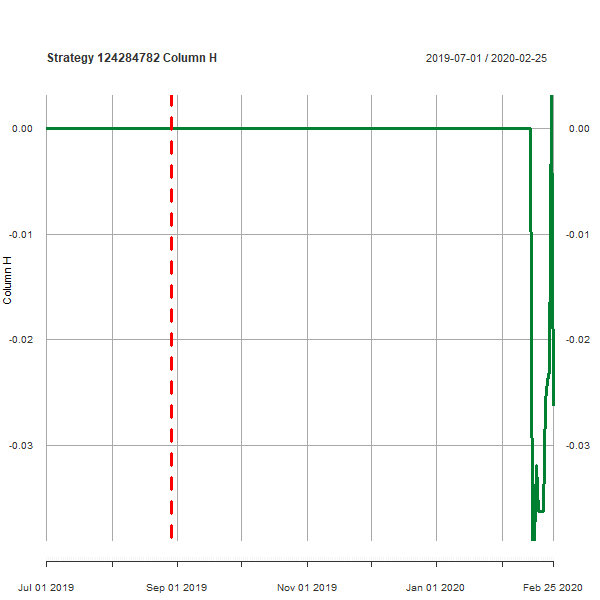 Strategy 124284782 Column H
2019-07-01 / 2020-02-25
0.00 0.00
-0.01 -0.01
Column H
-0.02 -0.02
-0.03 -0.03
Jul 01 2019 Sep 01 2019 Nov 01 2019 Jan 01 2020 Feb 25 2020